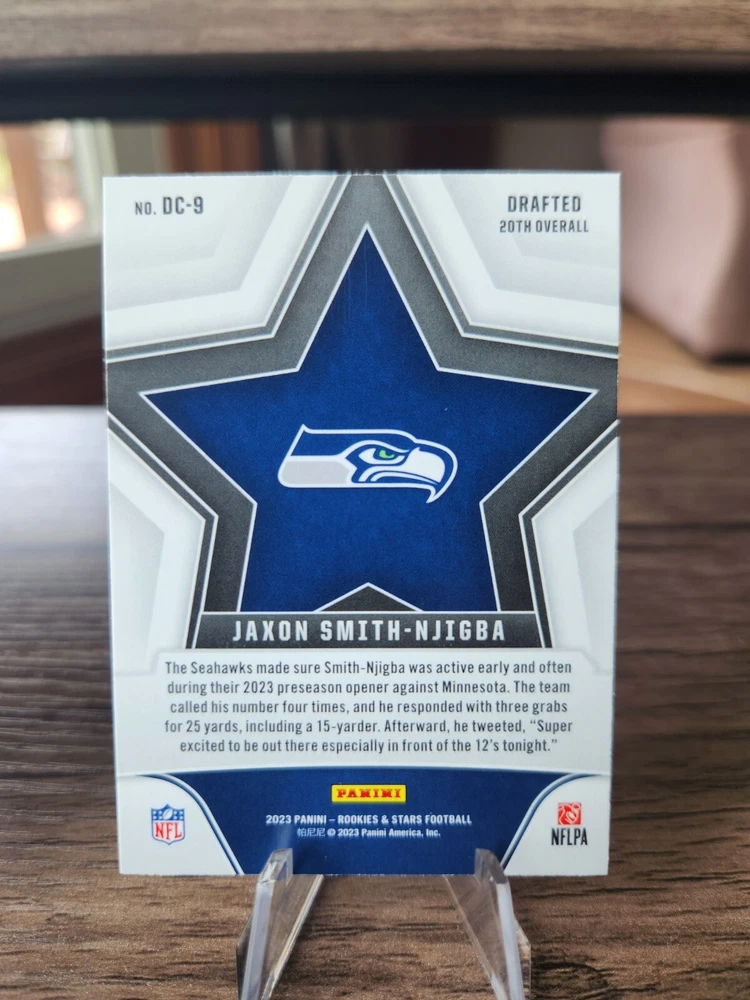 NO. DC-9
DRAFTED
20TH OVERALL
JAXON SMITH-NJIGBA
The Seahawks made sure Smith-Njigba was active early and often
during their 2023 preseason opener against Minnesota. The team
called his number four times, and he responded with three grabs
for 25 yards, including a 15-yarder. Afterward, he tweeted, “Super
excited to be out there especially in front of the 12’s tonight.”
PANINI
2023 PANINI – ROOKIES & STARS FOOTBALL
帕尼尼 © 2023 Panini America, Inc.
NFL
NFLPA